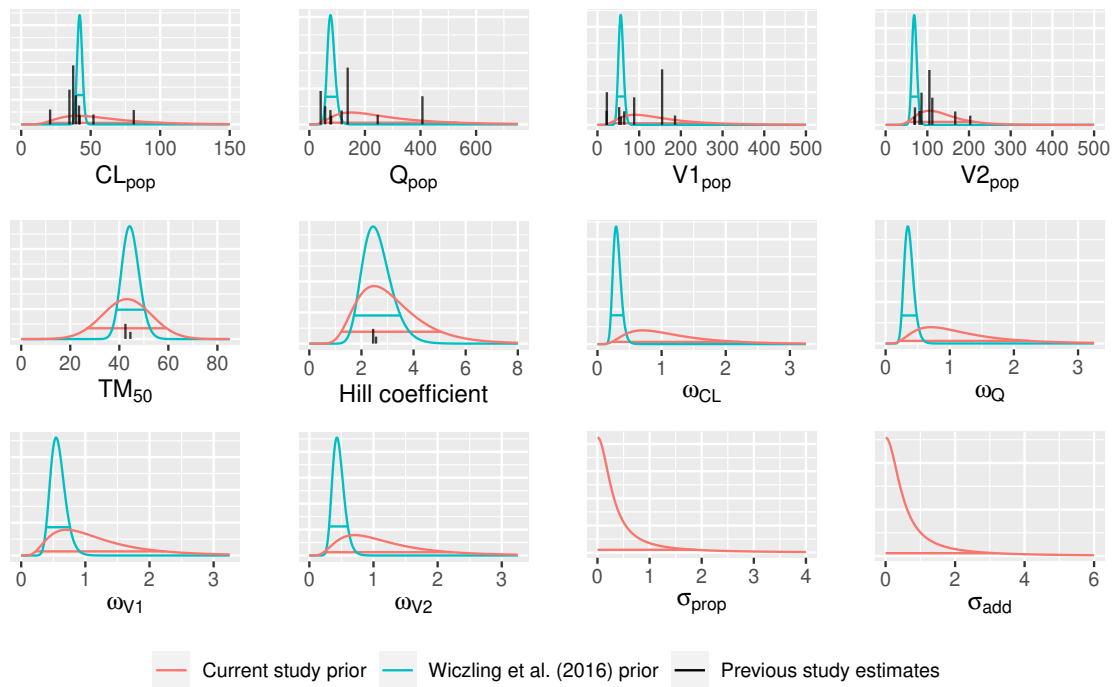 0 50 100 150
CLpop
0 200 400 600
Qpop
0 100 200 300 400 500
V1pop
0 100 200 300 400 500
V2pop
0 20 40 60 80
TM50
0 2 4 6 8
Hill coefficient
0 1 2 3
ωCL
0 1 2 3
ωQ
0 1 2 3
ωV1
0 1 2 3
ωV2
0 1 2 3 4
σprop
0 2 4 6
σadd
Current study prior Wiczling et al. (2016) prior Previous study estimates